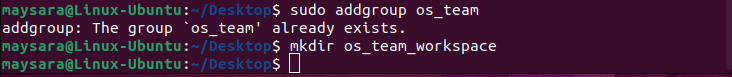 maysara@Linux-Ubuntu:~/Desktop$ sudo addgroup os_team
addgroup: The group `os_team' already exists.
maysara@Linux-Ubuntu:~/Desktop$ mkdir os_team_workspace
maysara@Linux-Ubuntu:~/Desktop$